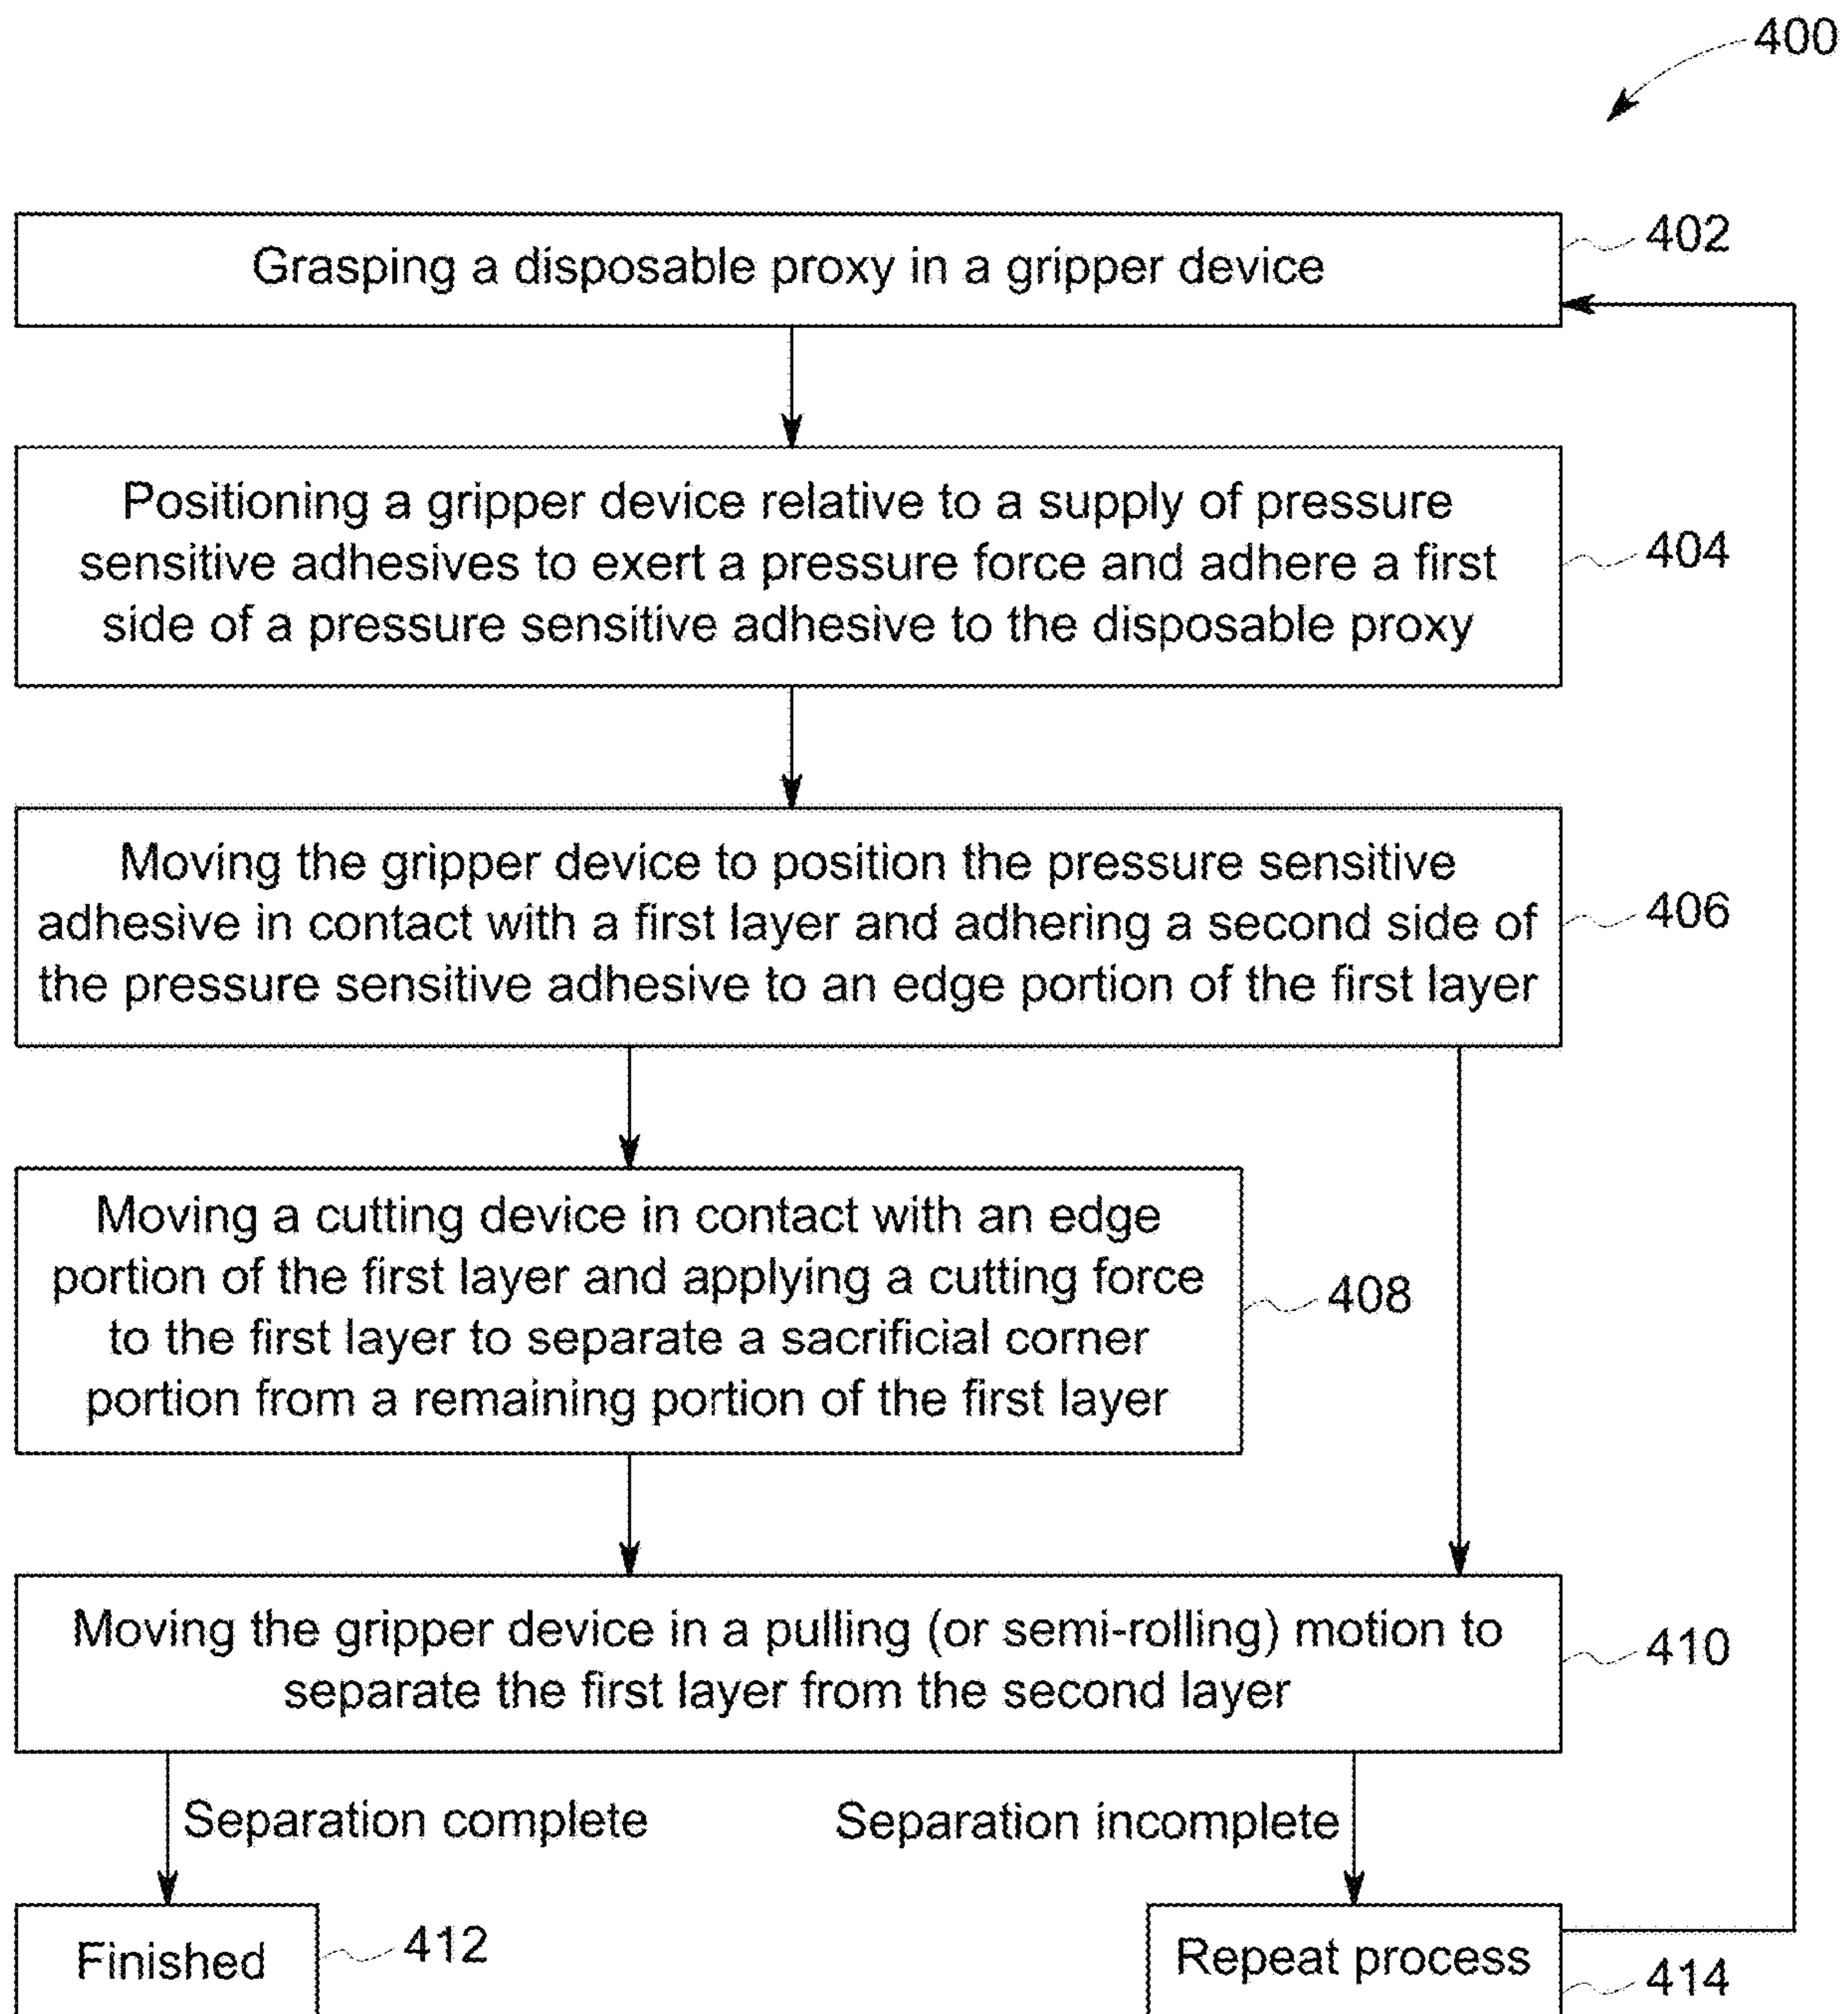 400
Grasping a disposable proxy in a gripper device
402
Positioning a gripper device relative to a supply of pressure
sensitive adhesives to exert a pressure force and adhere a first
side of a pressure sensitive adhesive to the disposable proxy
404
Moving the gripper device to position the pressure sensitive
adhesive in contact with a first layer and adhering a second side of
the pressure sensitive adhesive to an edge portion of the first layer
406
Moving a cutting device in contact with an edge
portion of the first layer and applying a cutting force
to the first layer to separate a sacrificial corner
portion from a remaining portion of the first layer
408
Moving the gripper device in a pulling (or semi-rolling) motion to
separate the first layer from the second layer
410
Separation complete
Separation incomplete
Finished
412
Repeat process
414